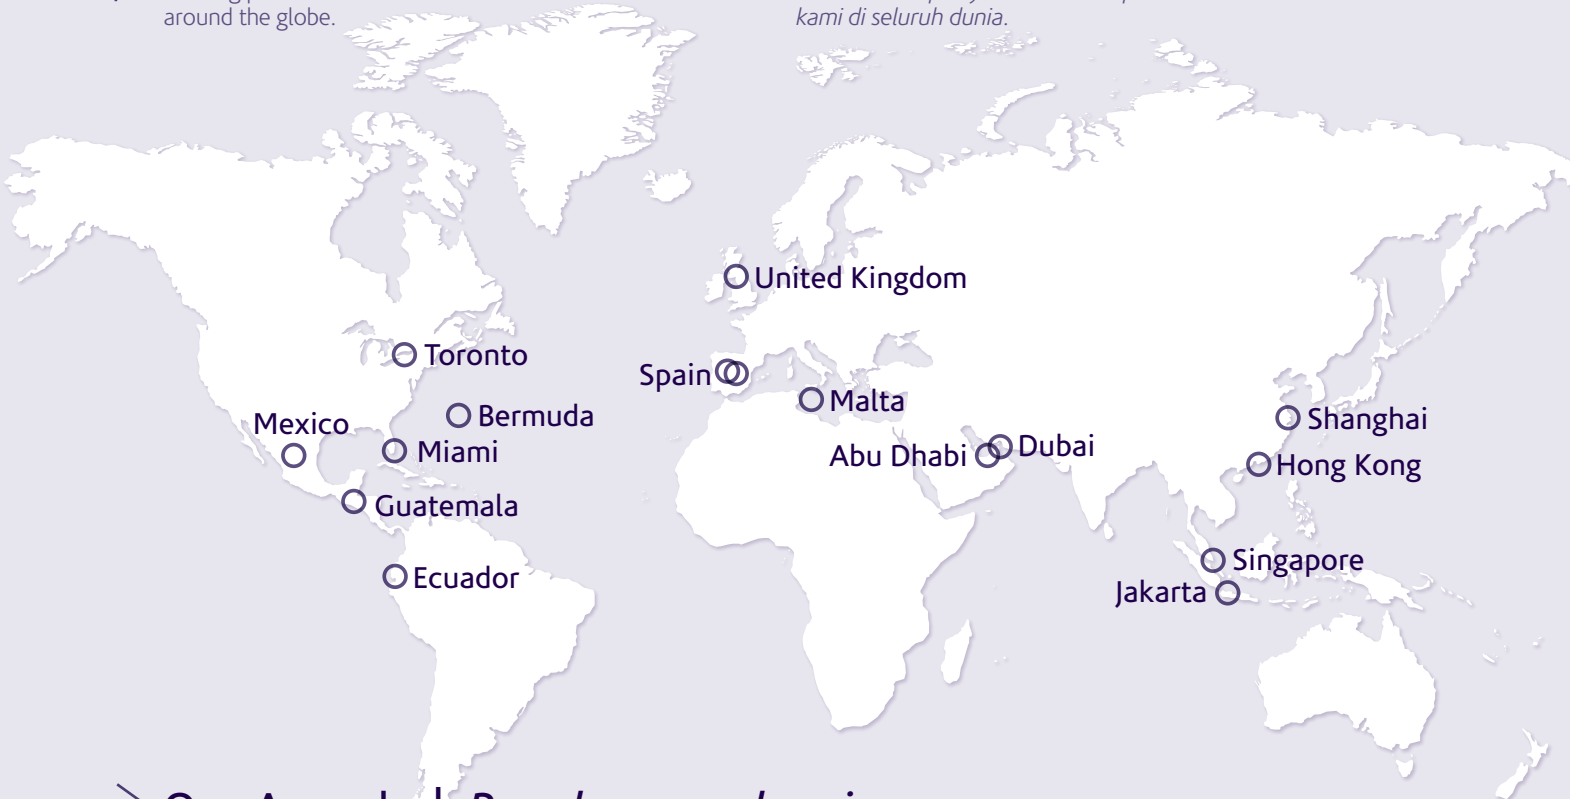 around the globe.
kami di seluruh dunia.
United Kingdom
Toronto
Spain
Malta
Bermuda
Mexico
Miami
Abu Dhabi
Dubai
Shanghai
Hong Kong
Guatemala
Singapore
Ecuador
Jakarta